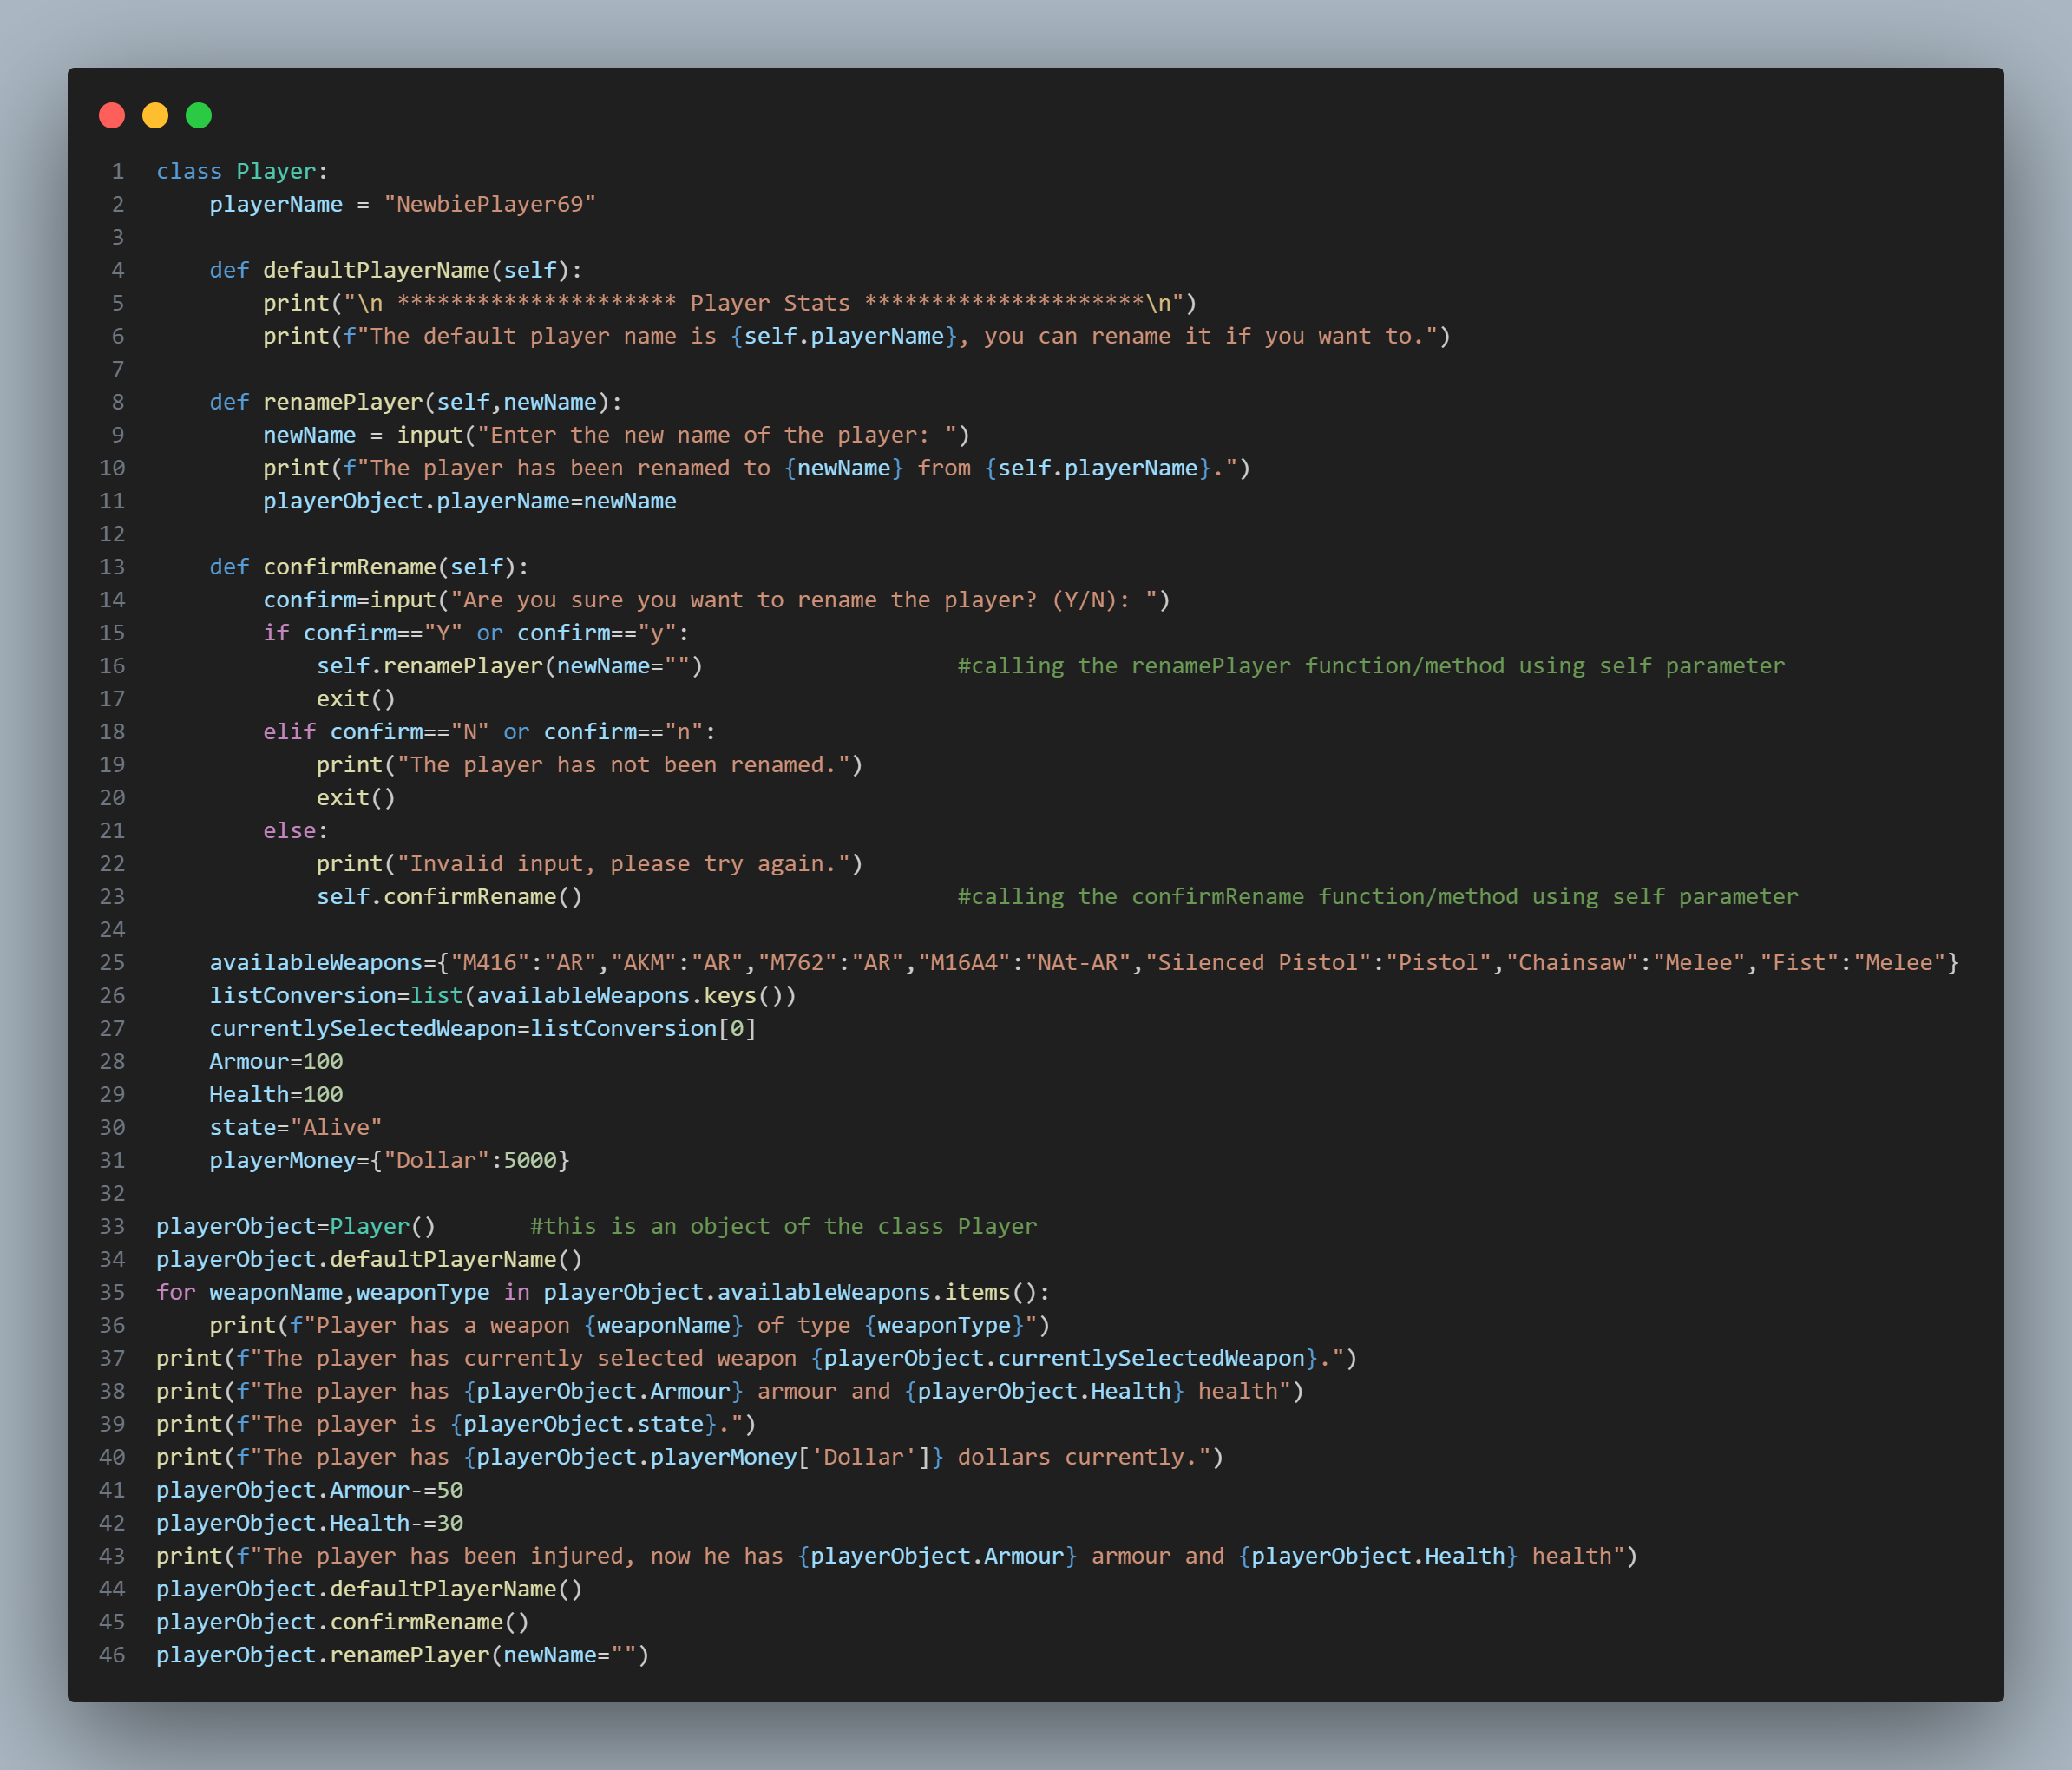 1 class Player:
2     playerName = "NewbiePlayer69"
3
4     def defaultPlayerName(self):
5         print("\n ********************* Player Stats *********************\n")
6         print(f"The default player name is {self.playerName}, you can rename it if you want to.")
7
8     def renamePlayer(self,newName):
9         newName = input("Enter the new name of the player: ")
10         print(f"The player has been renamed to {newName} from {self.playerName}.")
11         playerObject.playerName=newName
12
13     def confirmRename(self):
14         confirm=input("Are you sure you want to rename the player? (Y/N): ")
15         if confirm=="Y" or confirm=="y":
16             self.renamePlayer(newName="")                   #calling the renamePlayer function/method using self parameter
17             exit()
18         elif confirm=="N" or confirm=="n":
19             print("The player has not been renamed.")
20             exit()
21         else:
22             print("Invalid input, please try again.")
23             self.confirmRename()                            #calling the confirmRename function/method using self parameter
24
25     availableWeapons={"M416":"AR","AKM":"AR","M762":"AR","M16A4":"NAt-AR","Silenced Pistol":"Pistol","Chainsaw":"Melee","Fist":"Melee"}
26     listConversion=list(availableWeapons.keys())
27     currentlySelectedWeapon=listConversion[0]
28     Armour=100
29     Health=100
30     state="Alive"
31     playerMoney={"Dollar":5000}
32
33 playerObject=Player()       #this is an object of the class Player
34 playerObject.defaultPlayerName()
35 for weaponName,weaponType in playerObject.availableWeapons.items():
36     print(f"Player has a weapon {weaponName} of type {weaponType}")
37 print(f"The player has currently selected weapon {playerObject.currentlySelectedWeapon}.")
38 print(f"The player has {playerObject.Armour} armour and {playerObject.Health} health")
39 print(f"The player is {playerObject.state}.")
40 print(f"The player has {playerObject.playerMoney['Dollar']} dollars currently.")
41 playerObject.Armour-=50
42 playerObject.Health-=30
43 print(f"The player has been injured, now he has {playerObject.Armour} armour and {playerObject.Health} health")
44 playerObject.defaultPlayerName()
45 playerObject.confirmRename()
46 playerObject.renamePlayer(newName="")